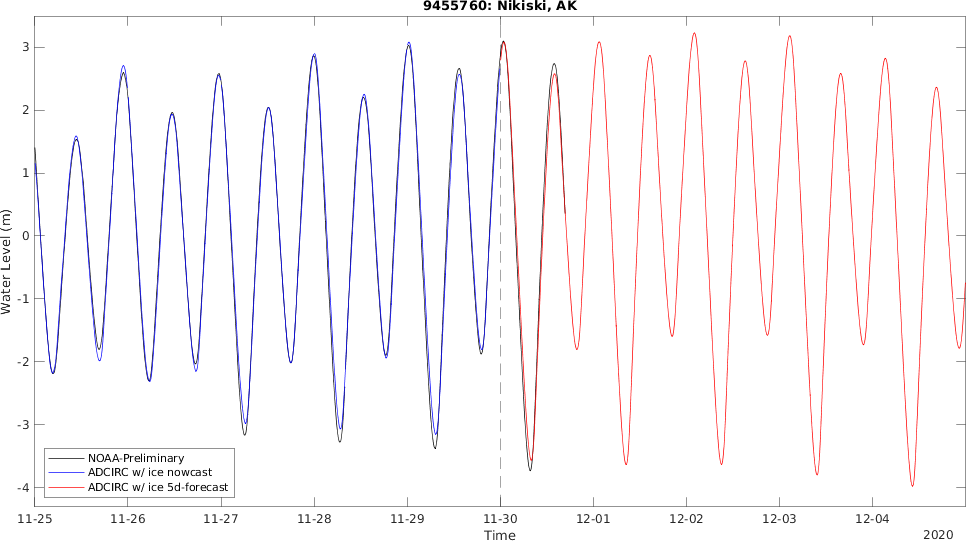 9455760: Nikiski, AK
Water Level (m)
3
2
1
0
-1
-2
-3
-4
NOAA-Preliminary
ADCIRC w/ ice nowcast
ADCIRC w/ ice 5d-forecast
11-25 11-26 11-27 11-28 11-29 11-30 12-01 12-02 12-03 12-04
Time
2020